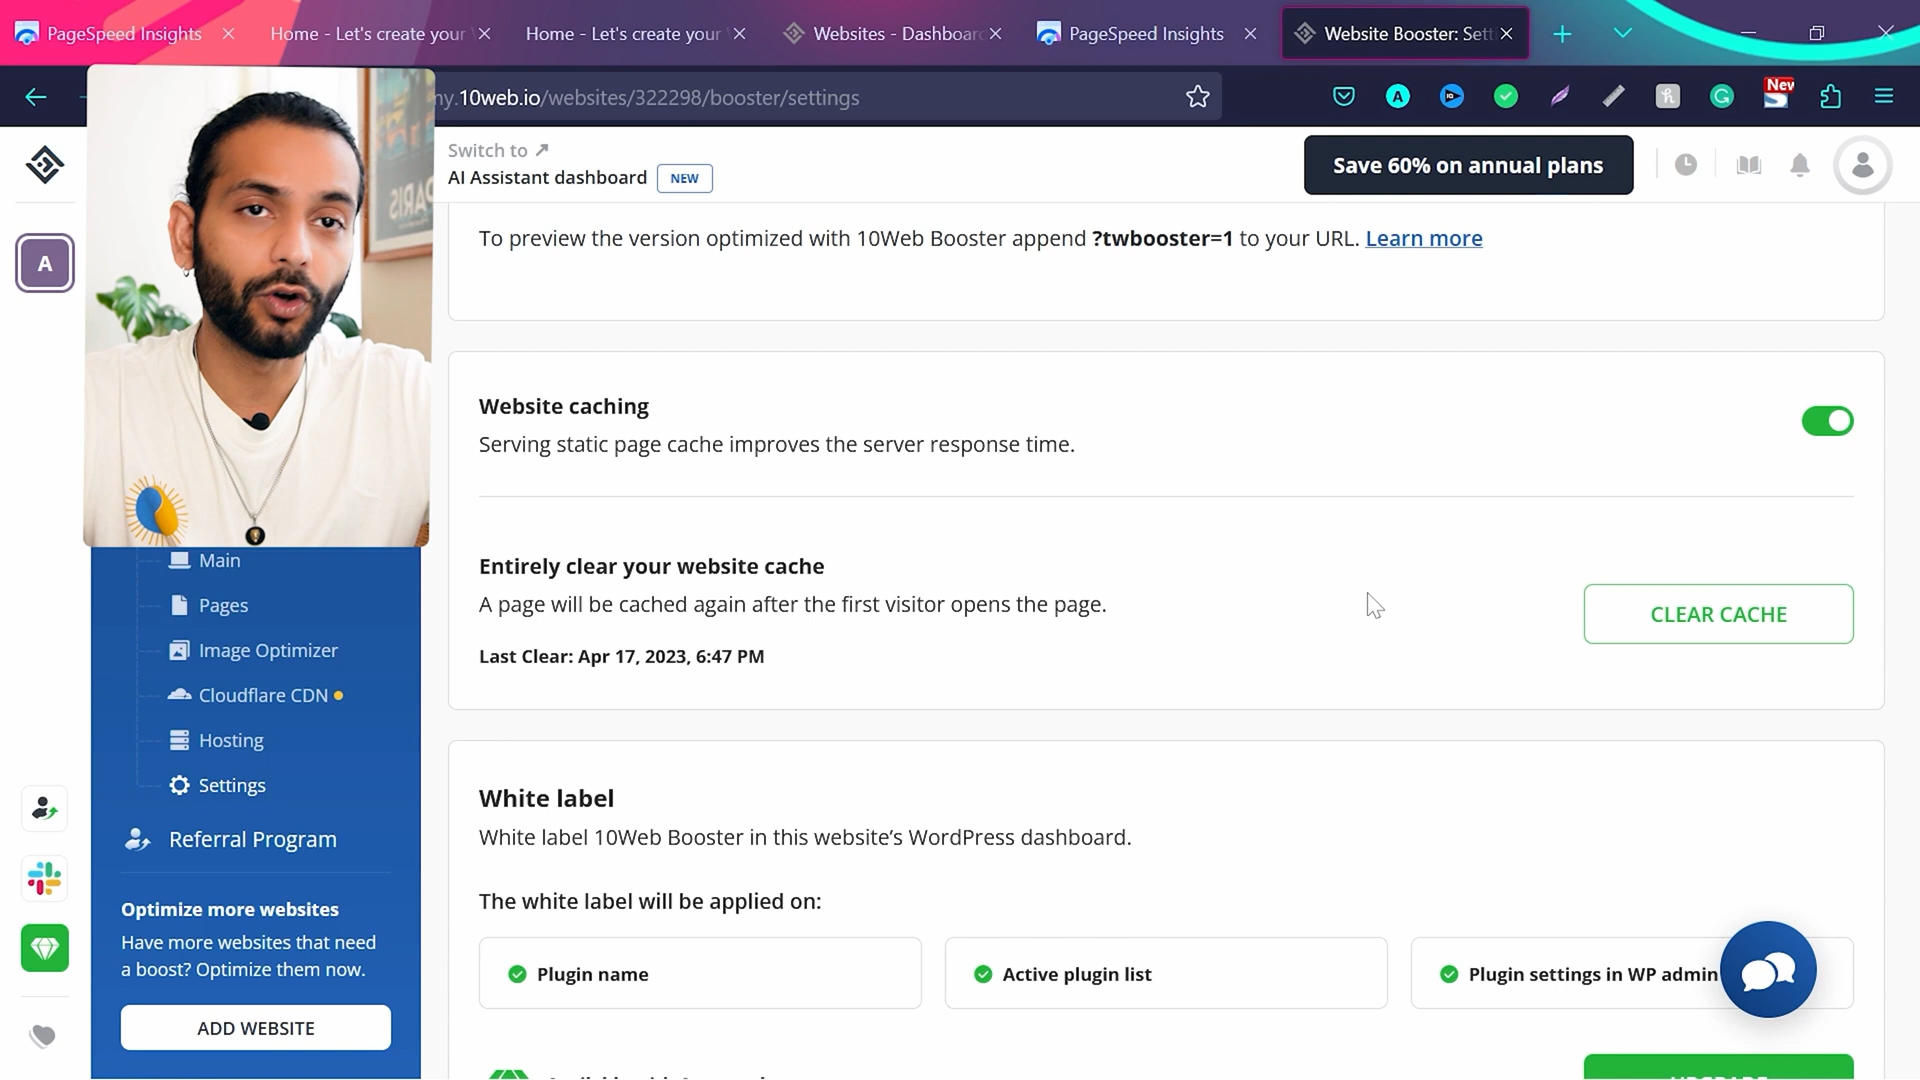 PageSpeed Insights
Home - Let's create your
Home - Let's create your
Websites - Dashboar
PageSpeed Insights
Website Booster: Sett
my.10web.io/websites/322298/booster/settings
New
Switch to
AI Assistant dashboard
NEW
Save 60% on annual plans
A
PARIS
To preview the version optimized with 10Web Booster append ?twbooster=1 to your URL. Learn more
Website caching
Serving static page cache improves the server response time.
Entirely clear your website cache
A page will be cached again after the first visitor opens the page.
Last Clear: Apr 17, 2023, 6:47 PM
CLEAR CACHE
Main
Pages
Image Optimizer
Cloudflare CDN
Hosting
Settings
Referral Program
Optimize more websites
Have more websites that need
a boost? Optimize them now.
ADD WEBSITE
White label
White label 10Web Booster in this website's WordPress dashboard.
The white label will be applied on:
Plugin name
Active plugin list
Plugin settings in WP admin